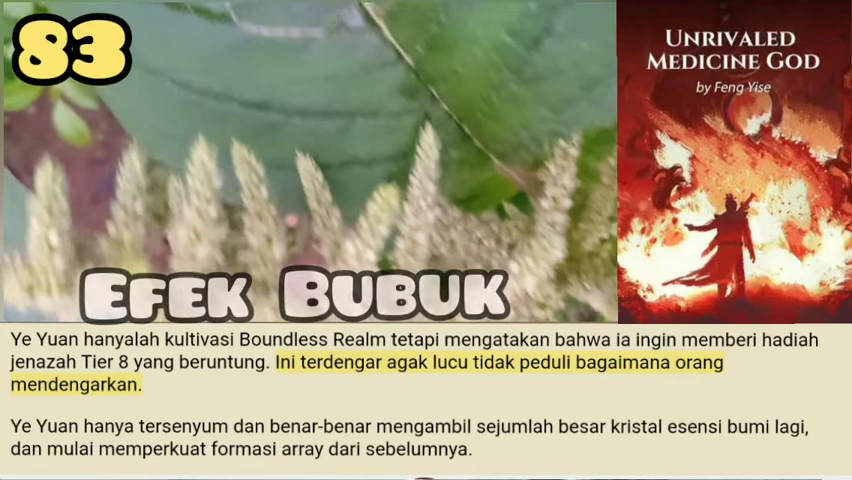 83
UNRIVALED
MEDICINE GOD
by Feng Yise
EFEK BUBUK
Ye Yuan hanyalah kultivasi Boundless Realm tetapi mengatakan bahwa ia ingin memberi hadiah
jenazah Tier 8 yang beruntung. Ini terdengar agak lucu tidak peduli bagaimana orang
mendengarkan.
Ye Yuan hanya tersenyum dan benar-benar mengambil sejumlah besar kristal esensi bumi lagi,
dan mulai memperkuat formasi array dari sebelumnya.